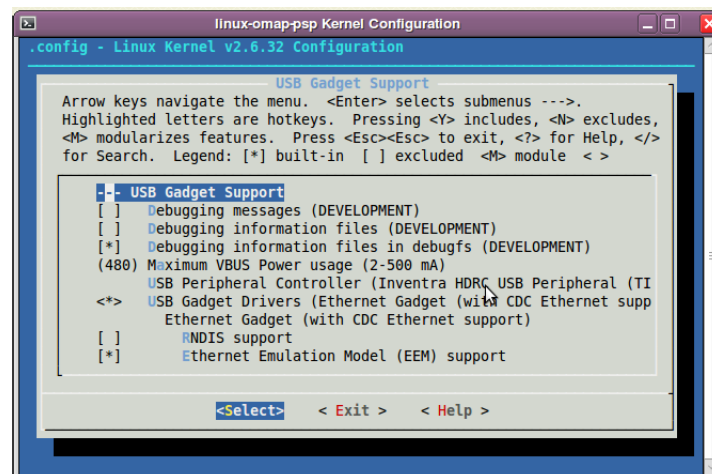 linux-omap-psp Kernel Configuration
.config - Linux Kernel v2.6.32 Configuration
USB Gadget Support
Arrow keys navigate the menu.  <Enter> selects submenus --->.
Highlighted letters are hotkeys.  Pressing <Y> includes, <N> excludes,
<M> modularizes features.  Press <Esc><Esc> to exit, <?> for Help, </>
for Search.  Legend: [*] built-in  [ ] excluded  <M> module  < >
--- USB Gadget Support
[ ]   Debugging messages (DEVELOPMENT)
[ ]   Debugging information files (DEVELOPMENT)
[*]   Debugging information files in debugfs (DEVELOPMENT)
(480) Maximum VBUS Power usage (2-500 mA)
USB Peripheral Controller (Inventra HDRC USB Peripheral (TI
<*>   USB Gadget Drivers (Ethernet Gadget (with CDC Ethernet supp
Ethernet Gadget (with CDC Ethernet support)
[ ]     RNDIS support
[*]     Ethernet Emulation Model (EEM) support
<Select>    < Exit >    < Help >